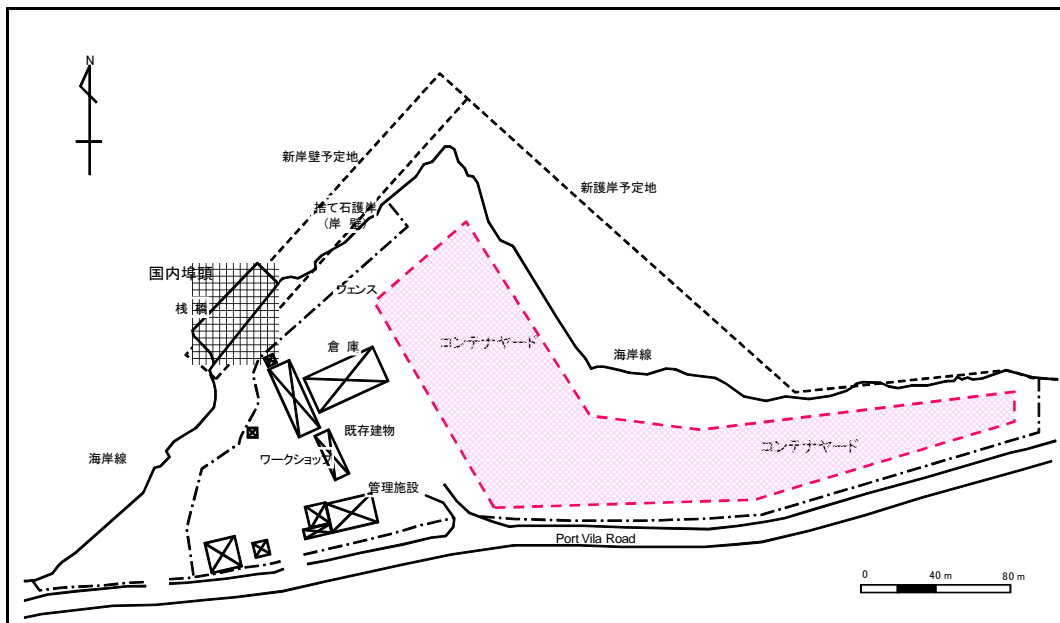 N
新岸壁予定地
新護岸予定地
捨て石護岸
(岸 壁)
国内埠頭
桟 橋
ウェンス
倉 庫
コンテナヤード
海岸線
既存建物
コンテナヤード
海岸線
ワークショップ
管理施設
Port Vila Road
0 40 m 80 m